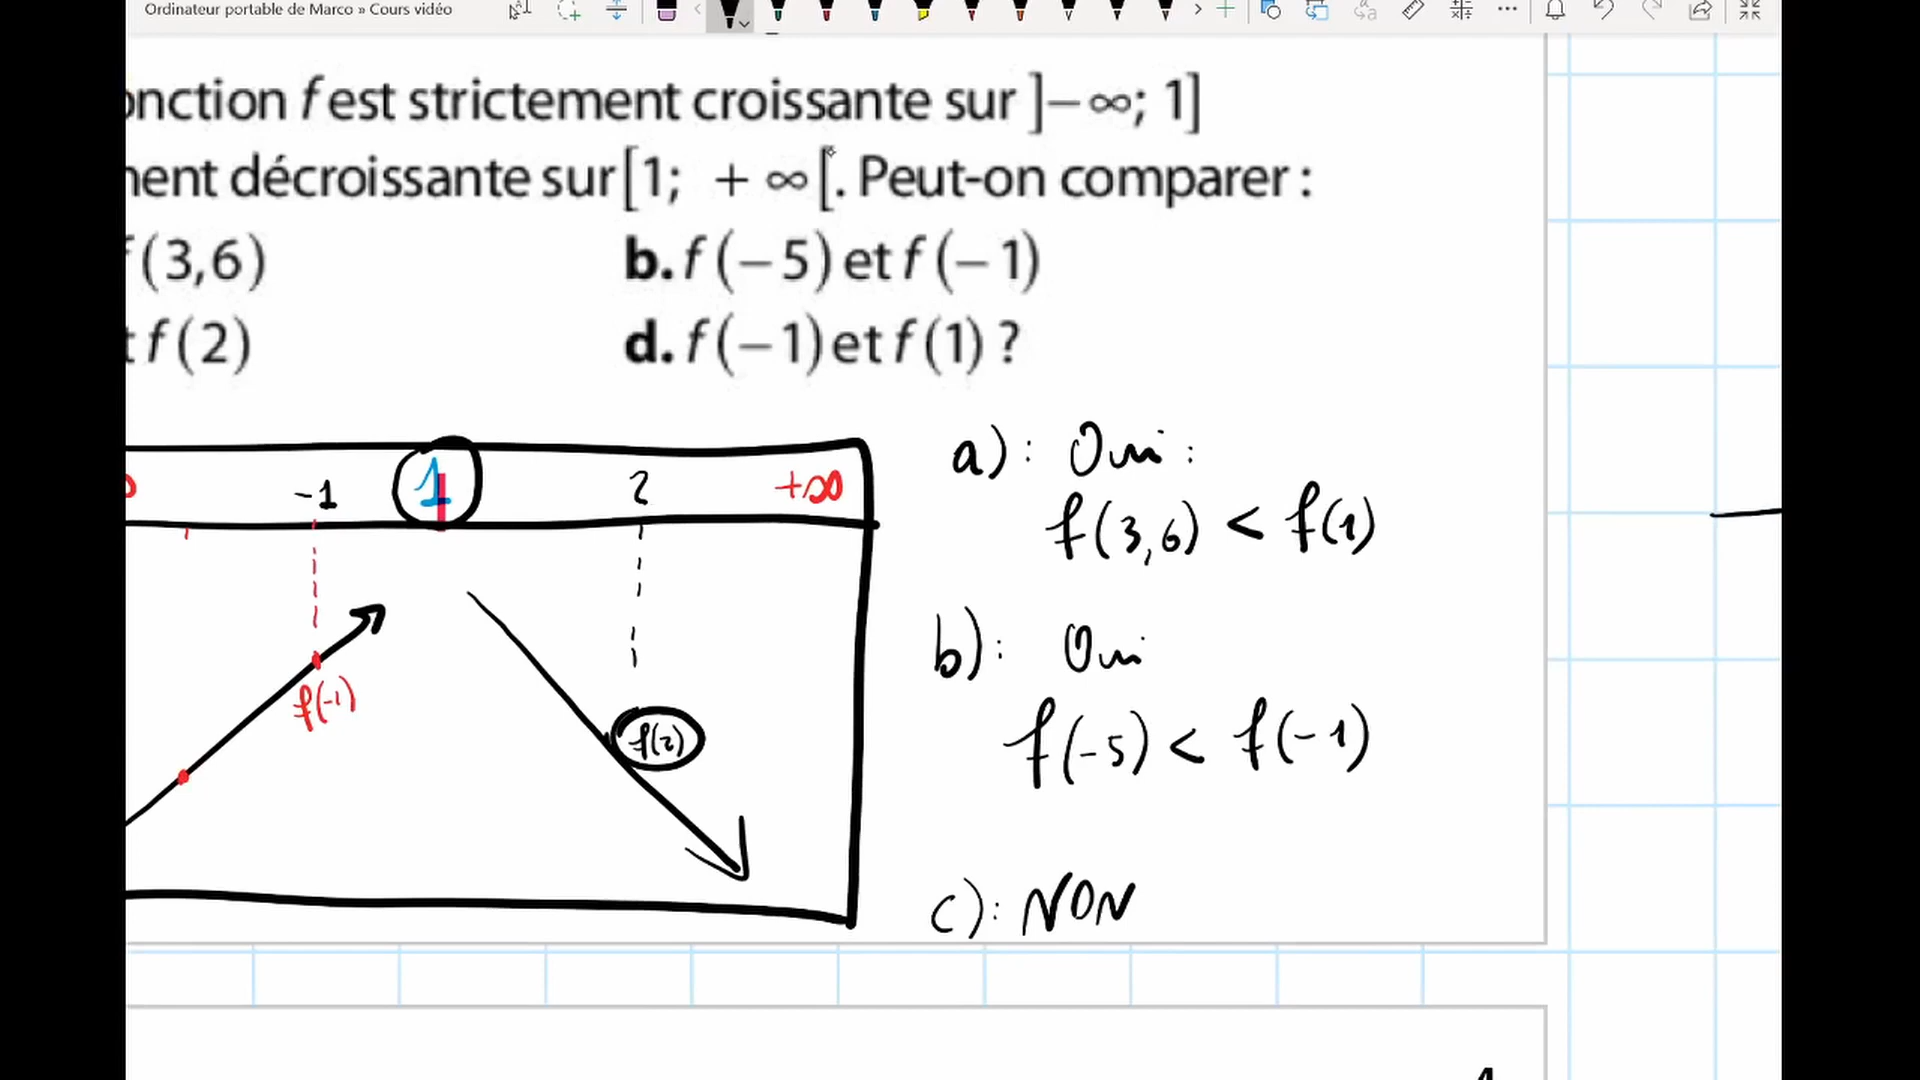 Ordinateur portable de Marco » Cours vidéo
onction f est strictement croissante sur ]−∞; 1]
ment décroissante sur [1; +∞[. Peut-on comparer :
f(3,6)
b. f(−5) et f(−1)
t f(2)
d. f(−1) et f(1) ?
-1
1
2
+∞
f(-1)
f(2)
a): Oui :
f(3,6) < f(1)
b): Oui
f(-5) < f(-1)
c): NON